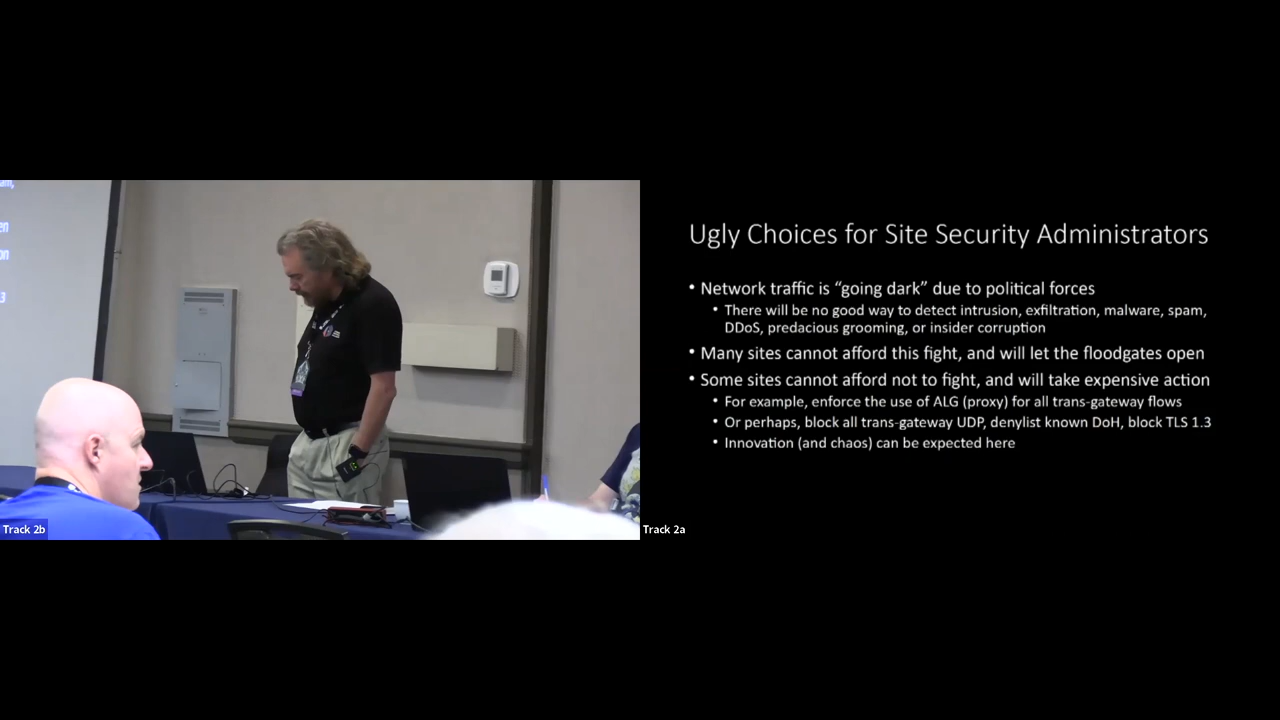 am,
en
on
3
Track 2b
Ugly Choices for Site Security Administrators
• Network traffic is “going dark” due to political forces
• There will be no good way to detect intrusion, exfiltration, malware, spam,
DDoS, predacious grooming, or insider corruption
• Many sites cannot afford this fight, and will let the floodgates open
• Some sites cannot afford not to fight, and will take expensive action
• For example, enforce the use of ALG (proxy) for all trans-gateway flows
• Or perhaps, block all trans-gateway UDP, denylist known DoH, block TLS 1.3
• Innovation (and chaos) can be expected here
Track 2a